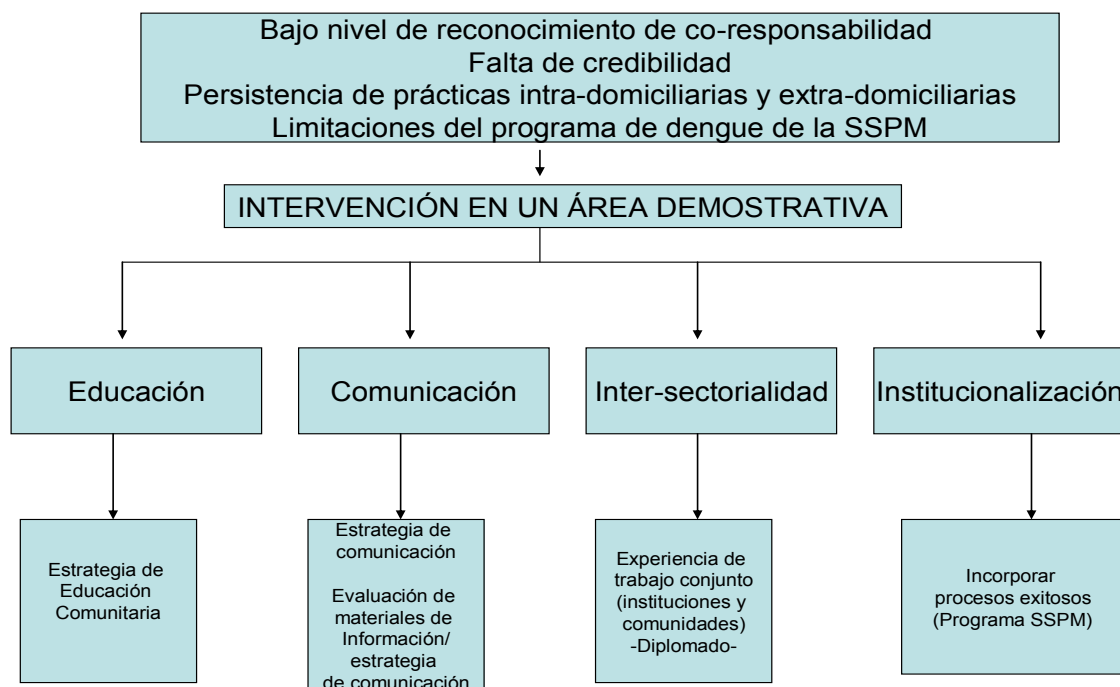 Bajo nivel de reconocimiento de co-responsabilidad
Falta de credibilidad
Persistencia de prácticas intra-domiciliarias y extra-domiciliarias
Limitaciones del programa de dengue de la SSPM
INTERVENCIÓN EN UN ÁREA DEMOSTRATIVA
Educación
Comunicación
Inter-sectorialidad
Institucionalización
Estrategia de
Educación
Comunitaria
Estrategia de
comunicación
Evaluación de
materiales de
Información/
estrategia
de comunicación
Experiencia de
trabajo conjunto
(instituciones y
comunidades)
-Diplomado-
Incorporar
procesos exitosos
(Programa SSPM)